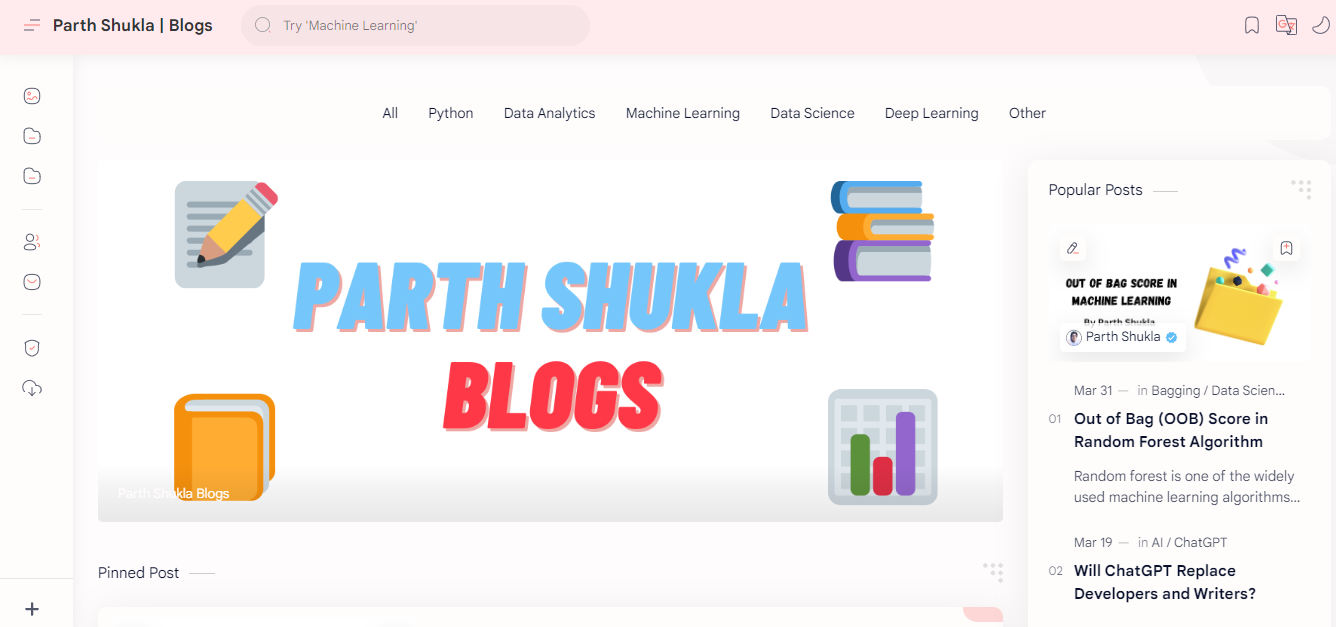 Parth Shukla | Blogs
Try 'Machine Learning'
All Python Data Analytics Machine Learning Data Science Deep Learning Other
PARTH SHUKLA
BLOGS
Parth Shukla Blogs
Pinned Post
Popular Posts
OUT OF BAG SCORE IN
MACHINE LEARNING
By Parth Shukla
Parth Shukla
Mar 31 — in Bagging / Data Scien...
01 Out of Bag (OOB) Score in
Random Forest Algorithm
Random forest is one of the widely
used machine learning algorithms...
Mar 19 — in AI / ChatGPT
02 Will ChatGPT Replace
Developers and Writers?